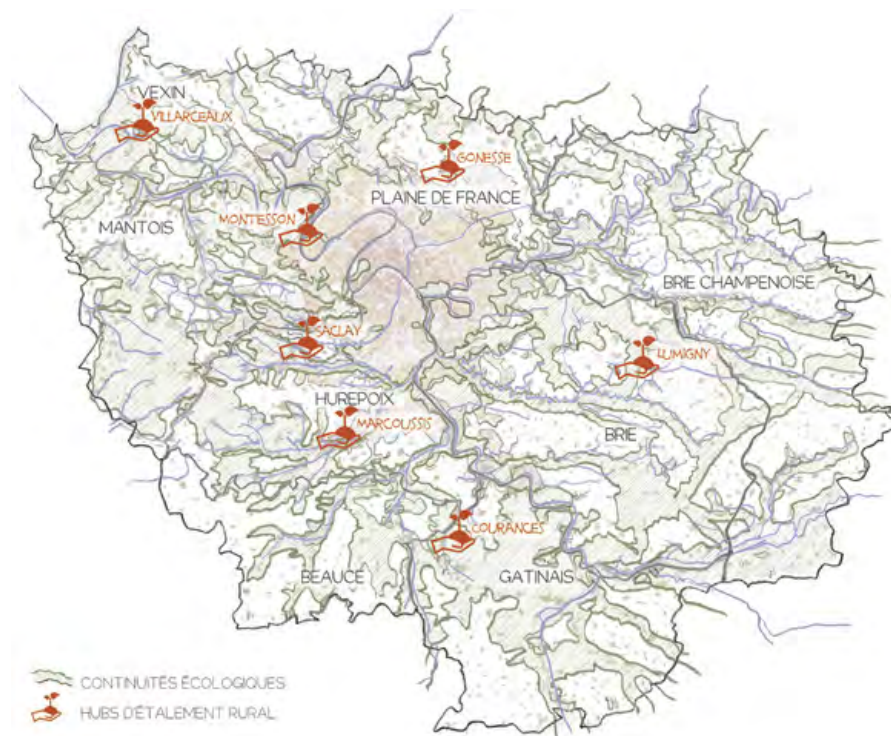 VEXIN
VILLARCEAUX
GONESSE
PLAINE DE FRANCE
MONTESSON
MANTOIS
BRIE CHAMPENOISE
SACLAY
LUMIGNY
HUREPOIX
MARCOUSSIS
BRIE
COURANCES
BEAUCE
GATINAIS
CONTINUITÉS ÉCOLOGIQUES
HUBS D'ÉTALEMENT RURAL